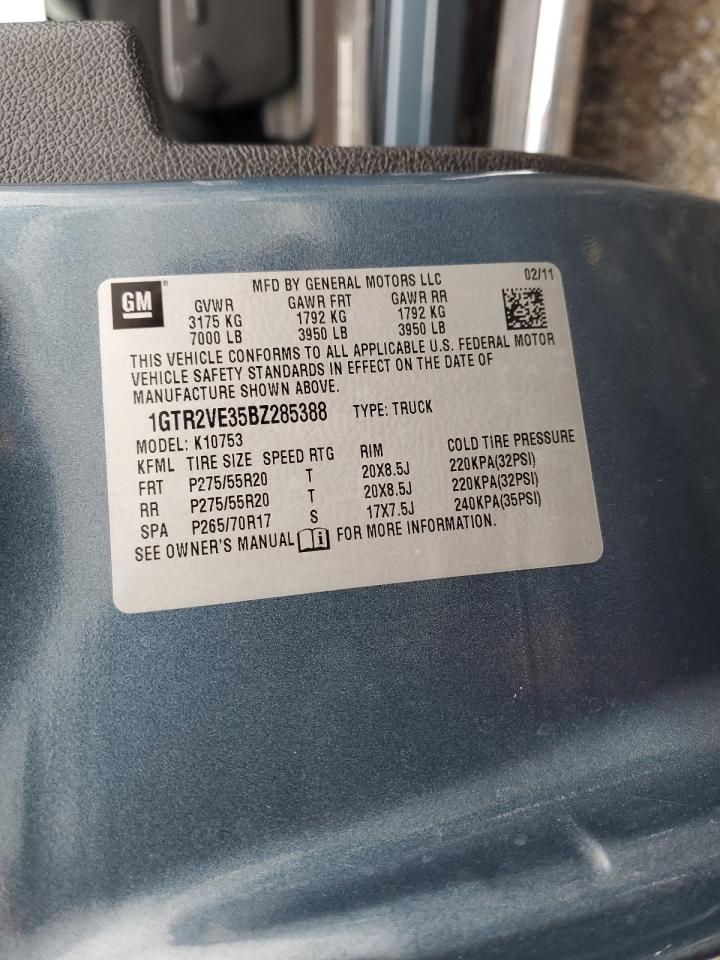 GM
MFD BY GENERAL MOTORS LLC 02/11
GVWR GAWR FRT GAWR RR
3175 KG 1792 KG 1792 KG
7000 LB 3950 LB 3950 LB
THIS VEHICLE CONFORMS TO ALL APPLICABLE U.S. FEDERAL MOTOR
VEHICLE SAFETY STANDARDS IN EFFECT ON THE DATE OF
MANUFACTURE SHOWN ABOVE.
1GTR2VE35BZ285388 TYPE: TRUCK
MODEL: K10753
KFML TIRE SIZE SPEED RTG RIM COLD TIRE PRESSURE
FRT P275/55R20 T 20X8.5J 220KPA(32PSI)
RR P275/55R20 T 20X8.5J 220KPA(32PSI)
SPA P265/70R17 S 17X7.5J 240KPA(35PSI)
SEE OWNER'S MANUAL i FOR MORE INFORMATION.